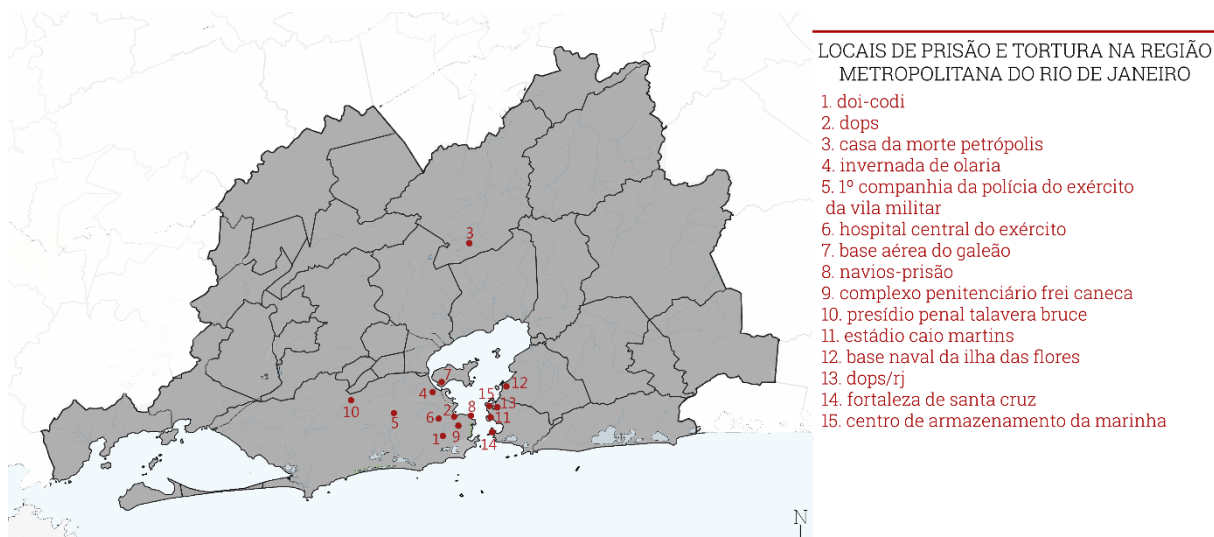 LOCAIS DE PRISÃO E TORTURA NA REGIÃO
METROPOLITANA DO RIO DE JANEIRO
1. doi-codi
2. dops
3. casa da morte petrópolis
4. invernada de olaria
5. 1º companhia da polícia do exército
da vila militar
6. hospital central do exército
7. base aérea do galeão
8. navios-prisão
9. complexo penitenciário frei caneca
10. presídio penal talavera bruce
11. estádio caio martins
12. base naval da ilha das flores
13. dops/rj
14. fortaleza de santa cruz
15. centro de armazenamento da marinha
3
7
4
12
15
10
13
5
6
2
8
11
9
1
14
N